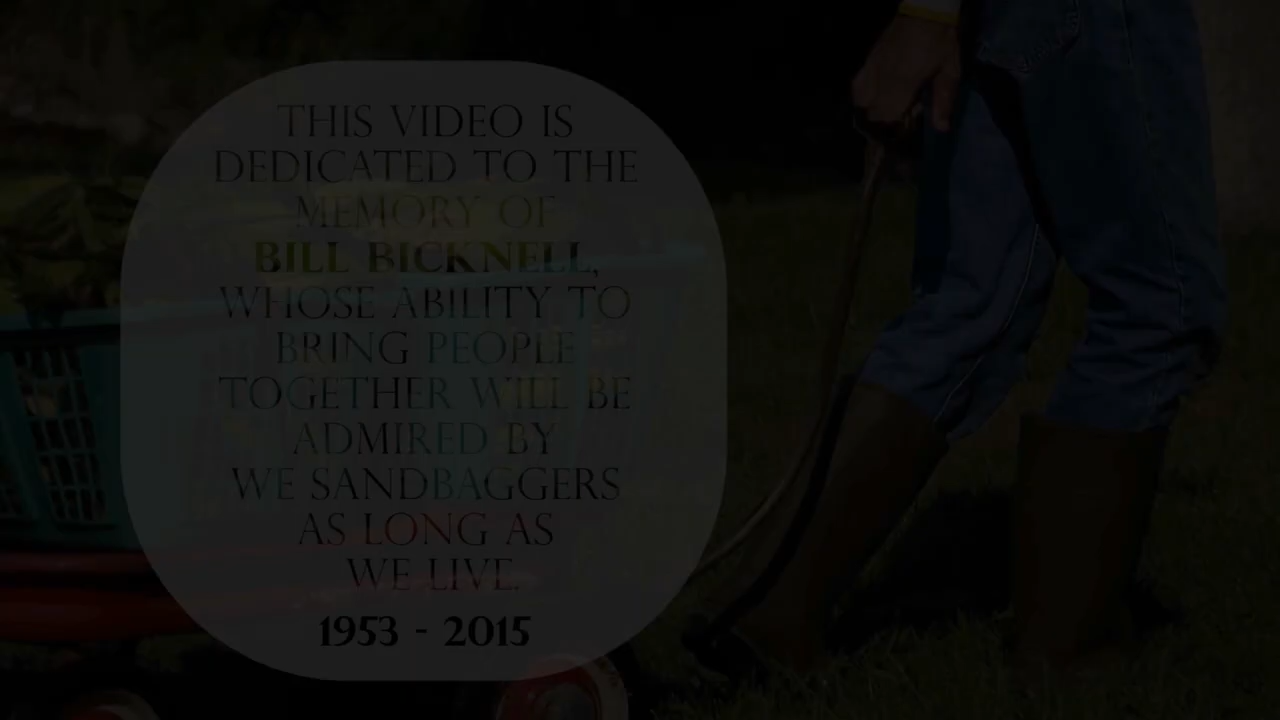 THIS VIDEO IS
DEDICATED TO THE
MEMORY OF
BILL BICKNELL,
WHOSE ABILITY TO
BRING PEOPLE
TOGETHER WILL BE
ADMIRED BY
WE SANDBAGGERS
AS LONG AS
WE LIVE.
1953 - 2015